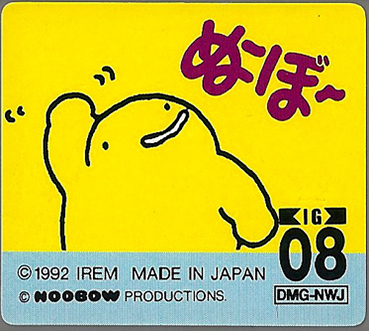 ぬ〜ぼ〜
IG
08
©1992 IREM MADE IN JAPAN
© NOOBOW PRODUCTIONS.
DMG-NWJ